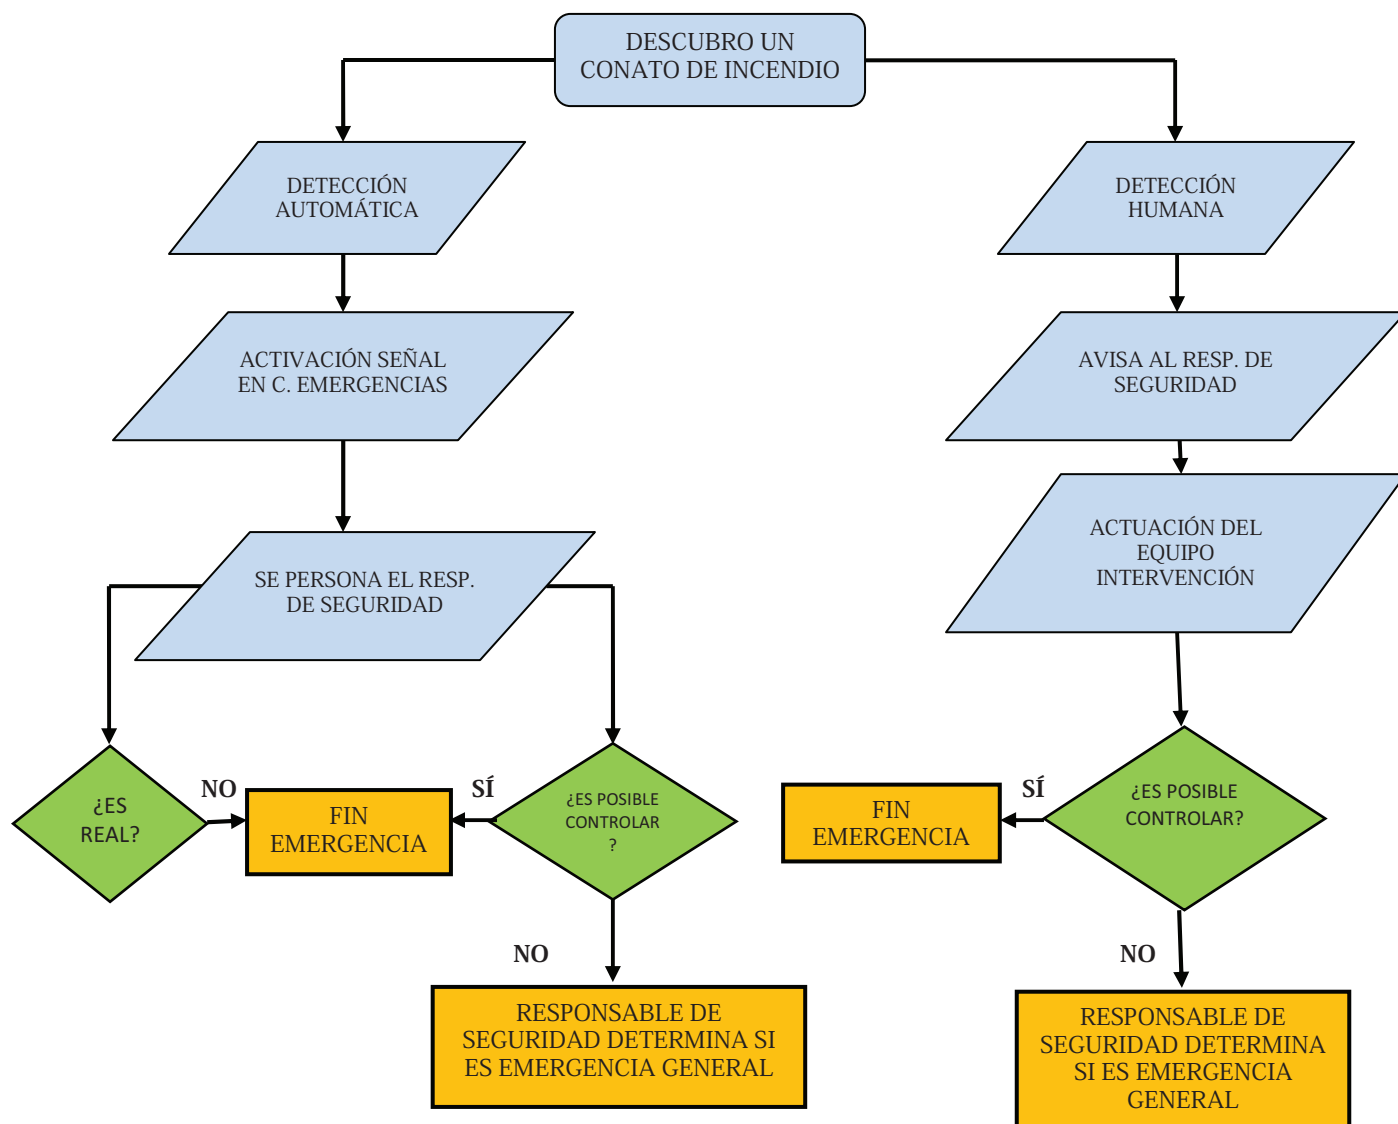 DESCUBRO UN
CONATO DE INCENDIO
DETECCIÓN
AUTOMÁTICA
DETECCIÓN
HUMANA
ACTIVACIÓN SEÑAL
EN C. EMERGENCIAS
AVISA AL RESP. DE
SEGURIDAD
SE PERSONA EL RESP.
DE SEGURIDAD
ACTUACIÓN DEL
EQUIPO
INTERVENCIÓN
¿ES
REAL?
NO
FIN
EMERGENCIA
SÍ
¿ES POSIBLE
CONTROLAR
?
NO
RESPONSABLE DE
SEGURIDAD DETERMINA SI
ES EMERGENCIA GENERAL
FIN
EMERGENCIA
SÍ
¿ES POSIBLE
CONTROLAR?
NO
RESPONSABLE DE
SEGURIDAD DETERMINA
SI ES EMERGENCIA
GENERAL